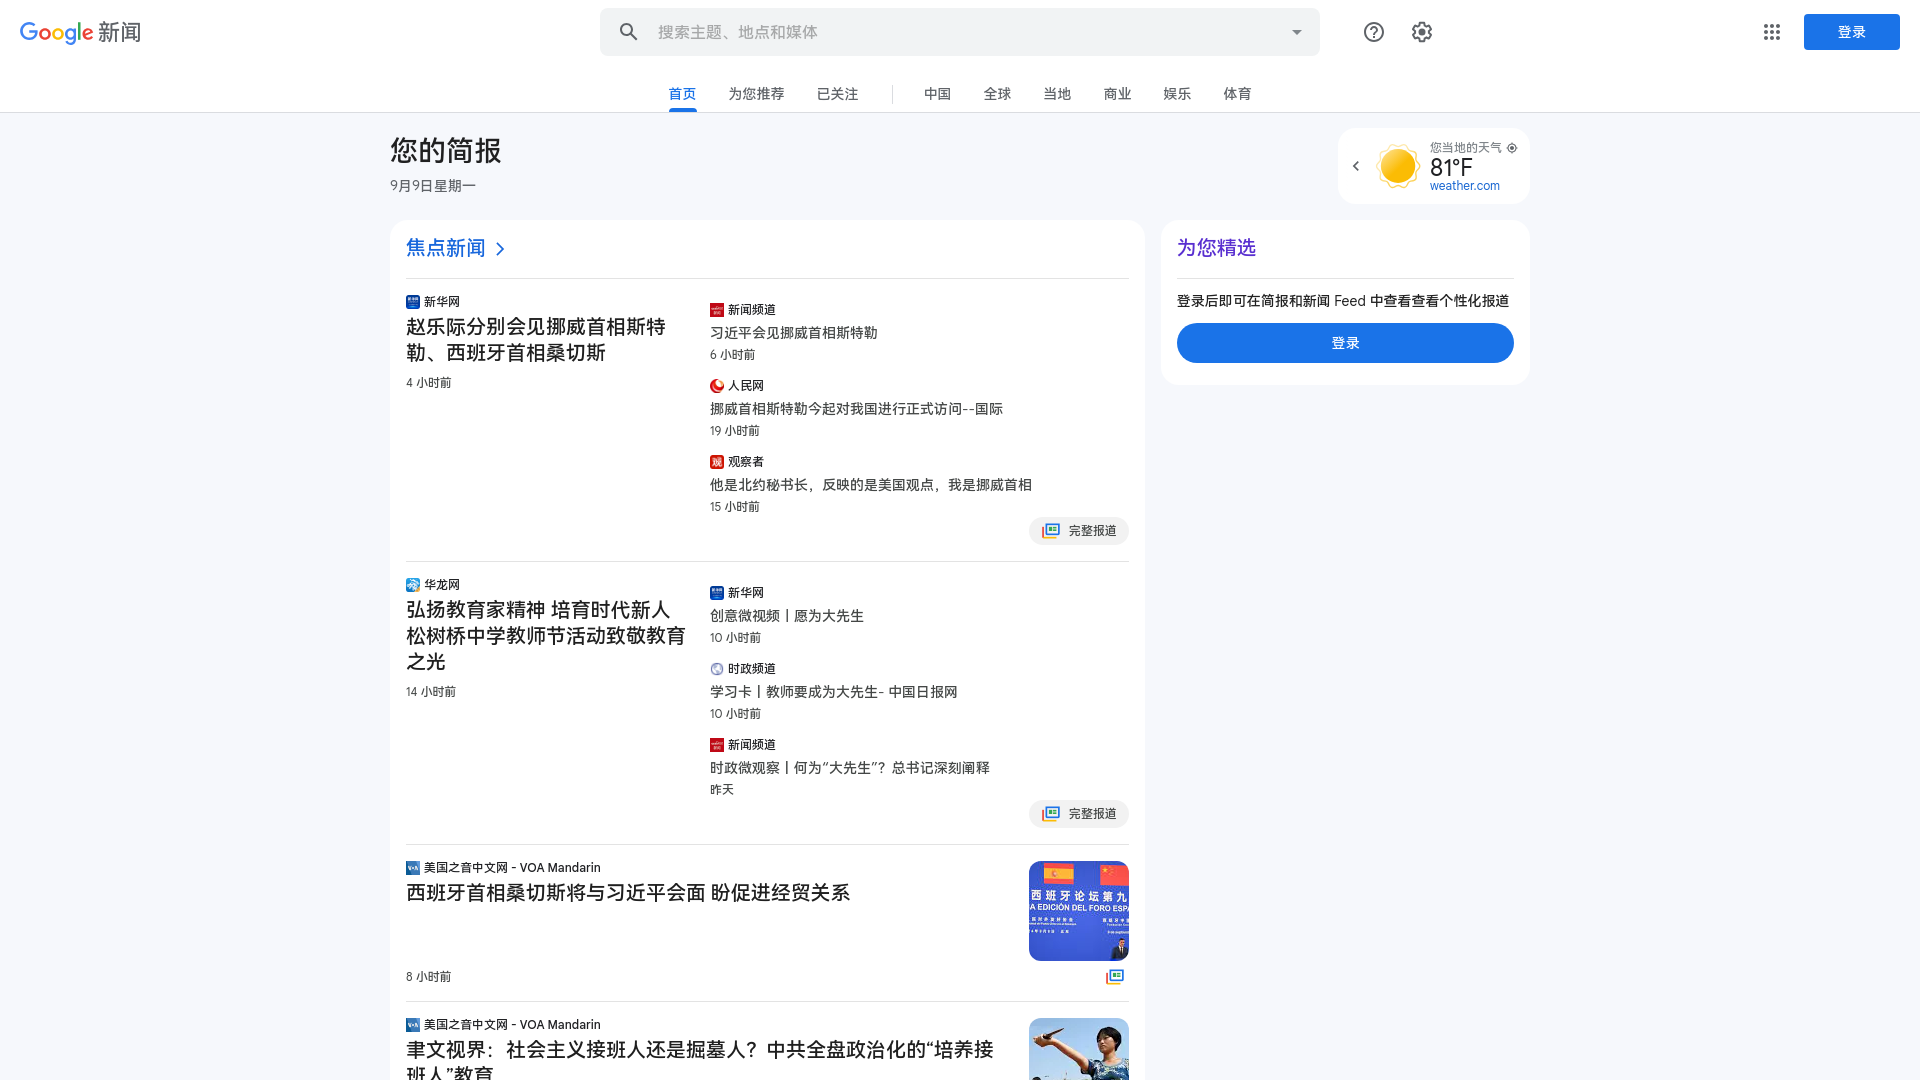 Google 新闻
搜索主题、地点和媒体
登录
首页 为您推荐 已关注 中国 全球 当地 商业 娱乐 体育
您的简报
9月9日星期一
您当地的天气
81°F
weather.com
焦点新闻
新华网
赵乐际分别会见挪威首相斯特
勒、西班牙首相桑切斯
4 小时前
新闻频道
习近平会见挪威首相斯特勒
6 小时前
人民网
挪威首相斯特勒今起对我国进行正式访问--国际
19 小时前
观察者
他是北约秘书长，反映的是美国观点，我是挪威首相
15 小时前
完整报道
为您精选
登录后即可在简报和新闻 Feed 中查看查看个性化报道
登录
华龙网
弘扬教育家精神 培育时代新人
松树桥中学教师节活动致敬教育
之光
14 小时前
新华网
创意微视频丨愿为大先生
10 小时前
时政频道
学习卡丨教师要成为大先生- 中国日报网
10 小时前
新闻频道
时政微观察丨何为“大先生”？总书记深刻阐释
昨天
完整报道
美国之音中文网 - VOA Mandarin
西班牙首相桑切斯将与习近平会面 盼促进经贸关系
8 小时前
西班牙论坛第九
A EDICIÓN DEL FORO ESPA
美国之音中文网 - VOA Mandarin
聿文视界：社会主义接班人还是掘墓人？中共全盘政治化的“培养接
班人”教育